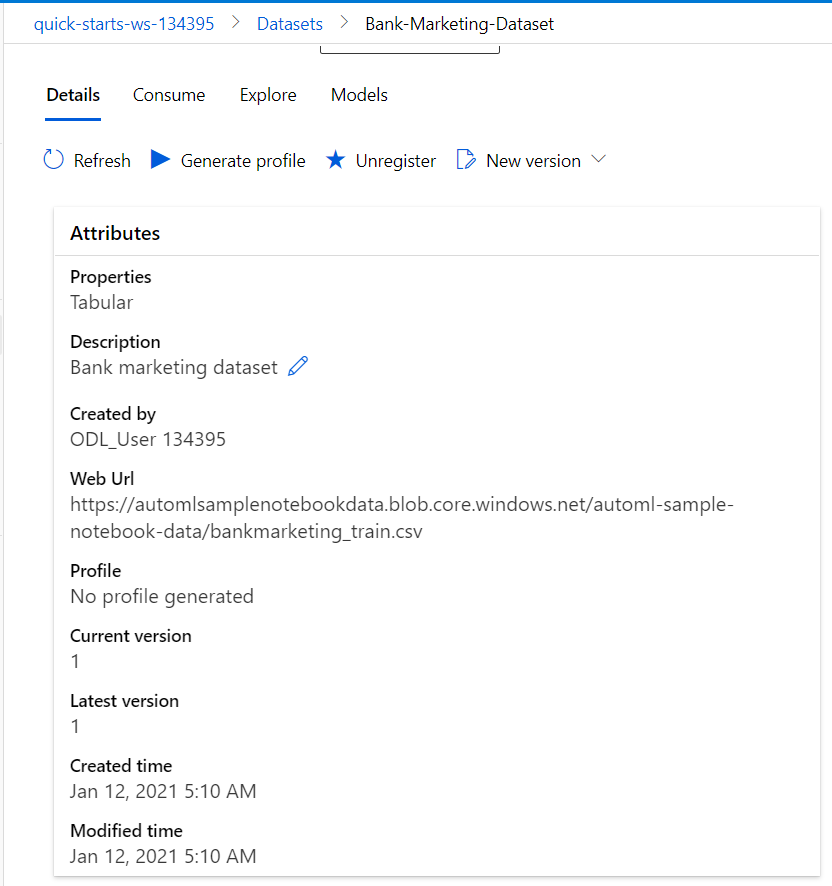 quick-starts-ws-134395 > Datasets > Bank-Marketing-Dataset
Details Consume Explore Models
Refresh Generate profile Unregister New version
Attributes
Properties
Tabular
Description
Bank marketing dataset
Created by
ODL_User 134395
Web Url
https://automlsamplenotebookdata.blob.core.windows.net/automl-sample-
notebook-data/bankmarketing_train.csv
Profile
No profile generated
Current version
1
Latest version
1
Created time
Jan 12, 2021 5:10 AM
Modified time
Jan 12, 2021 5:10 AM